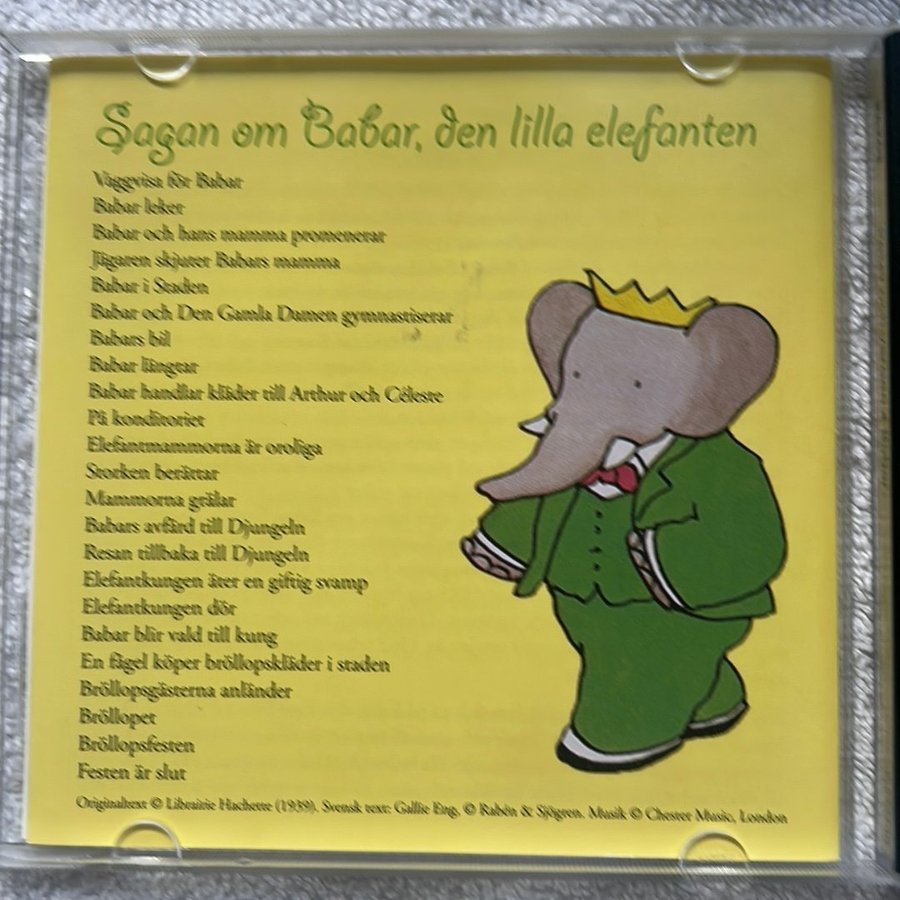 Sagan om Babar, den lilla elefanten
Vaggvisa för Babar
Babar leker
Babar och hans mamma promenerar
Jägaren skjuter Babars mamma
Babar i Staden
Babar och Den Gamla Damen gymnastiserar
Babars bil
Babar längtar
Babar handlar kläder till Arthur och Céleste
På konditoriet
Elefantmammorna är oroliga
Storken berättar
Mammorna grälar
Babars avfärd till Djungeln
Resan tillbaka till Djungeln
Elefantkungen äter en giftig svamp
Elefantkungen dör
Babar blir vald till kung
En fågel köper bröllopskläder i staden
Bröllopsgästerna anländer
Bröllopet
Bröllopsfesten
Festen är slut
Originaltext © Librairie Hachette (1939). Svensk text: Gallie Eng. © Rabén & Sjögren. Musik © Chester Music, London